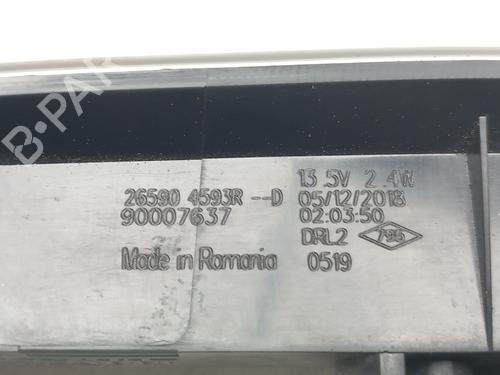 B-PARTS
26590 4593R --D
90007637
Made in Romania
13.5V 2.4W
05/12/2018
02:03:50
DRL2 795
0519